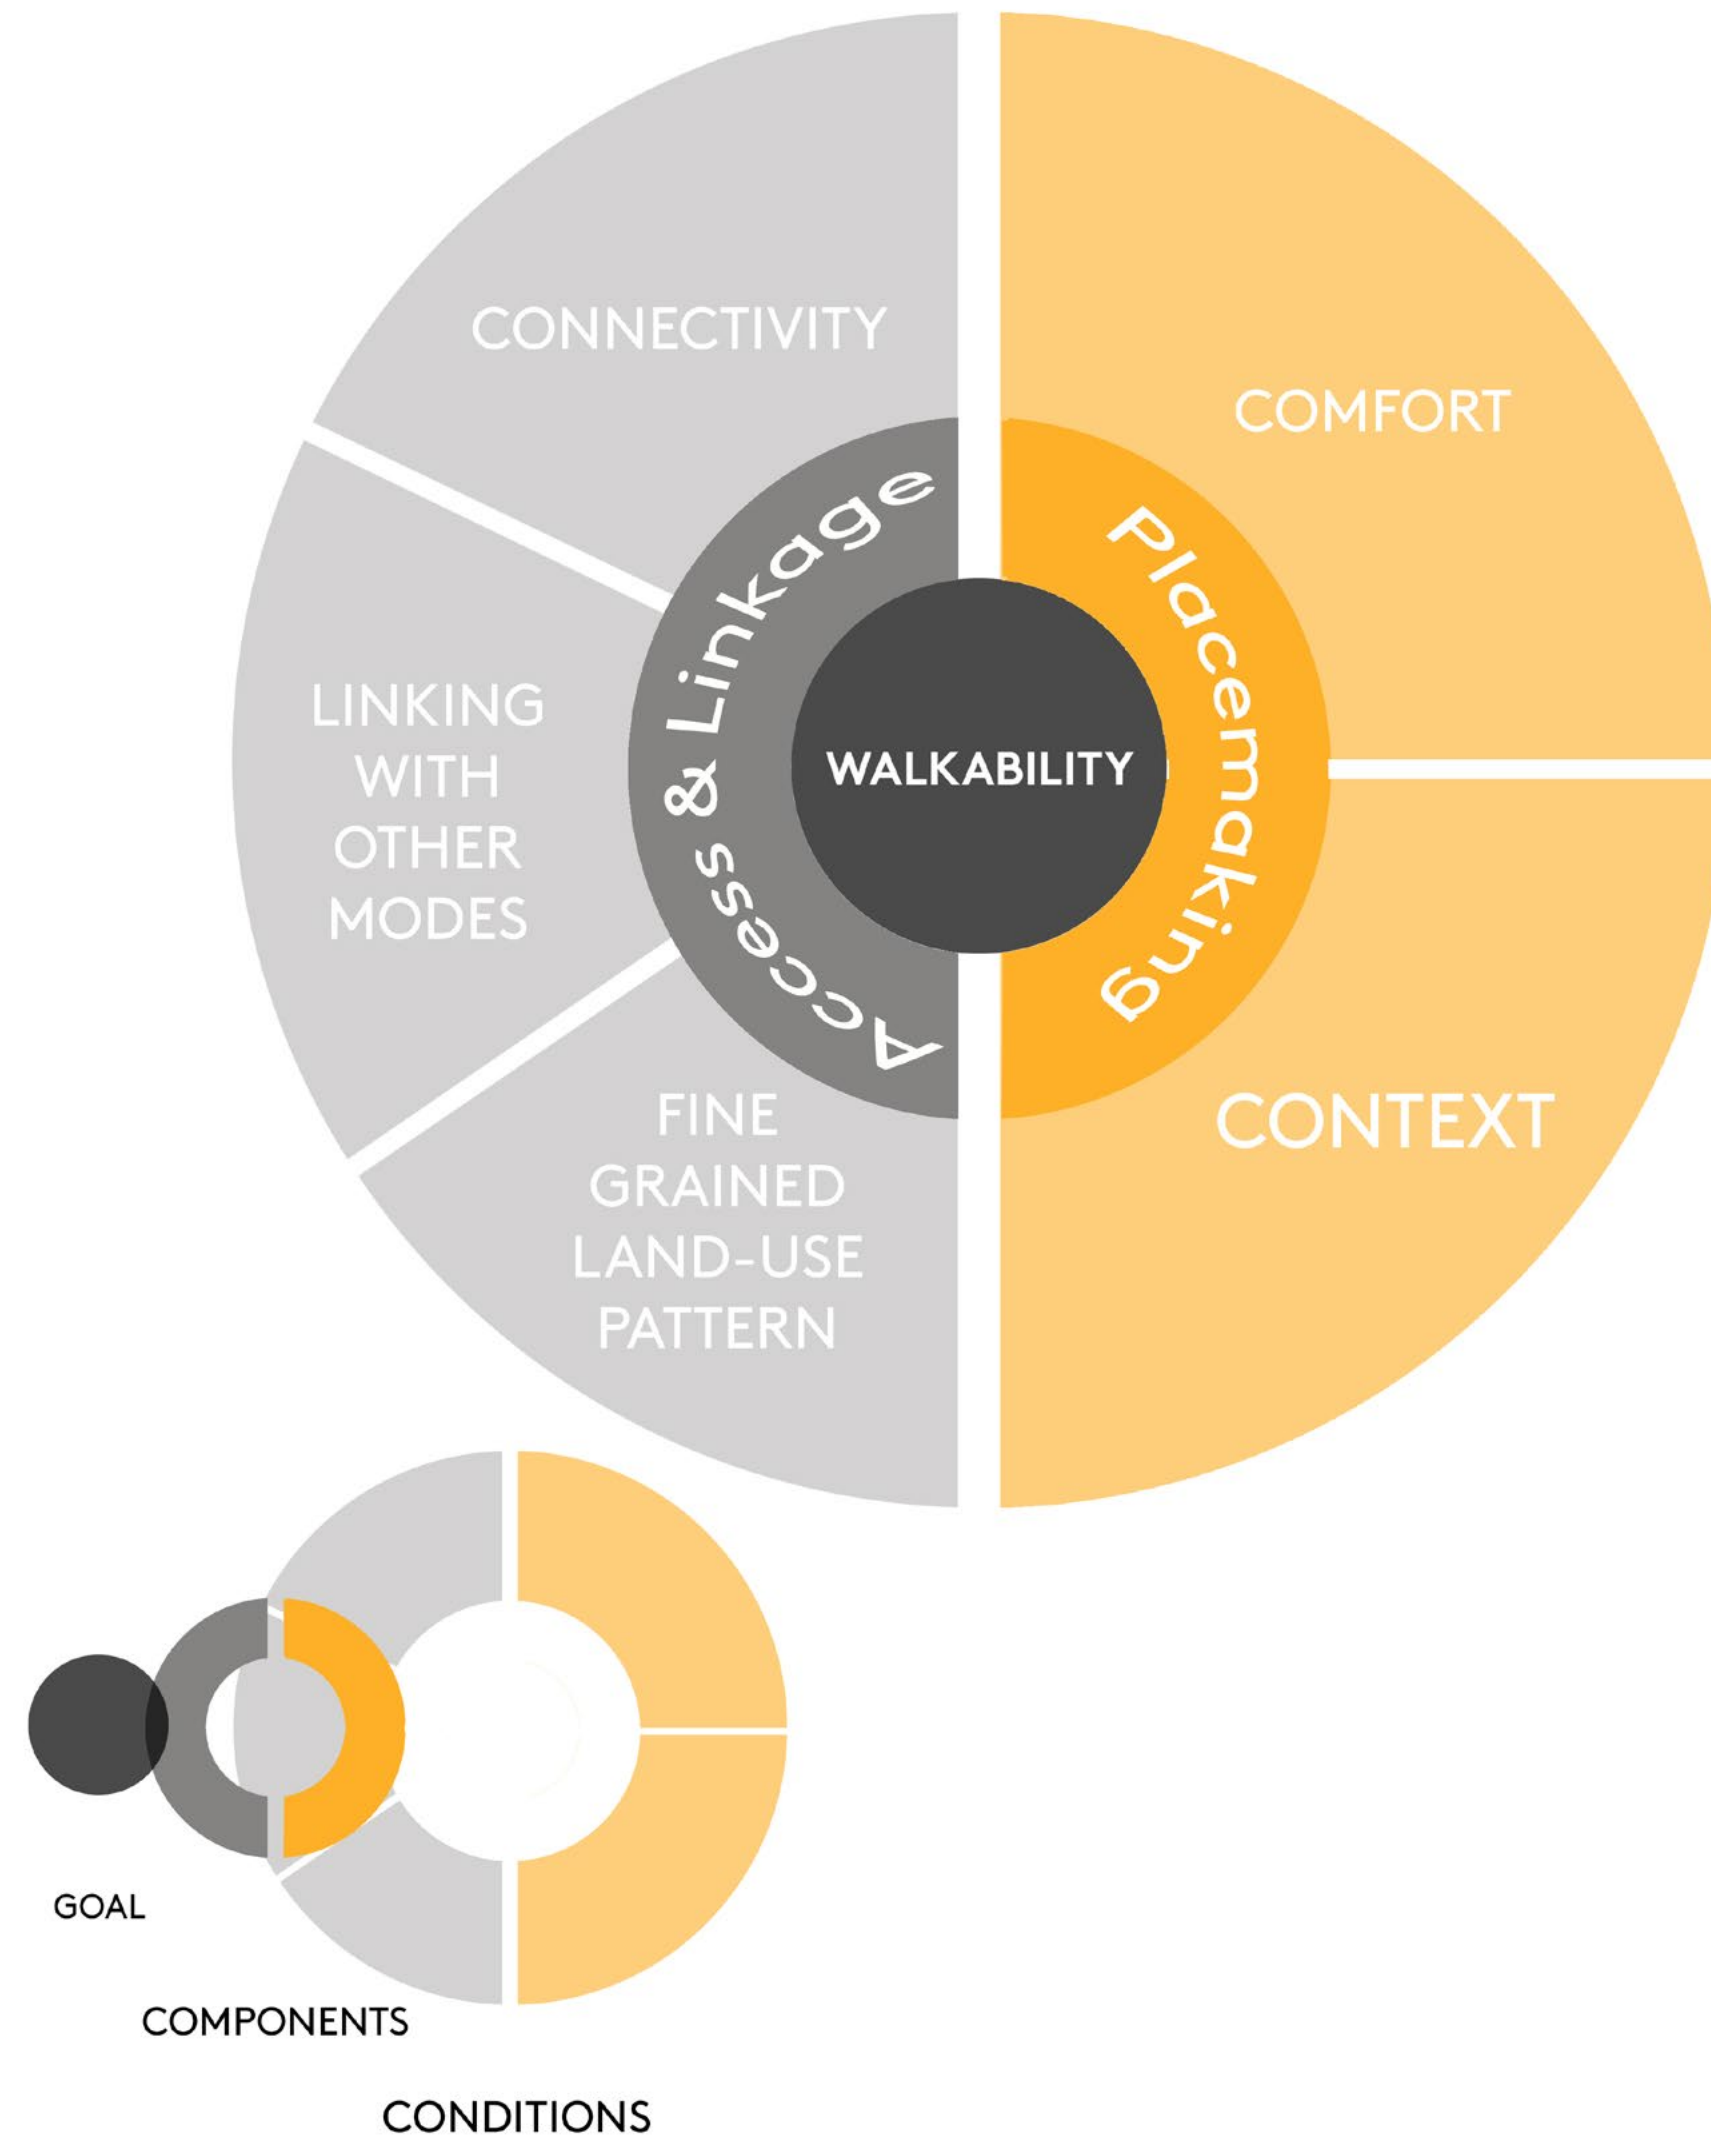 CONNECTIVITY
COMFORT
Access & Linkage
Placemaking
LINKING
WITH
OTHER
MODES
WALKABILITY
FINE
GRAINED
LAND-USE
PATTERN
CONTEXT
GOAL
COMPONENTS
CONDITIONS